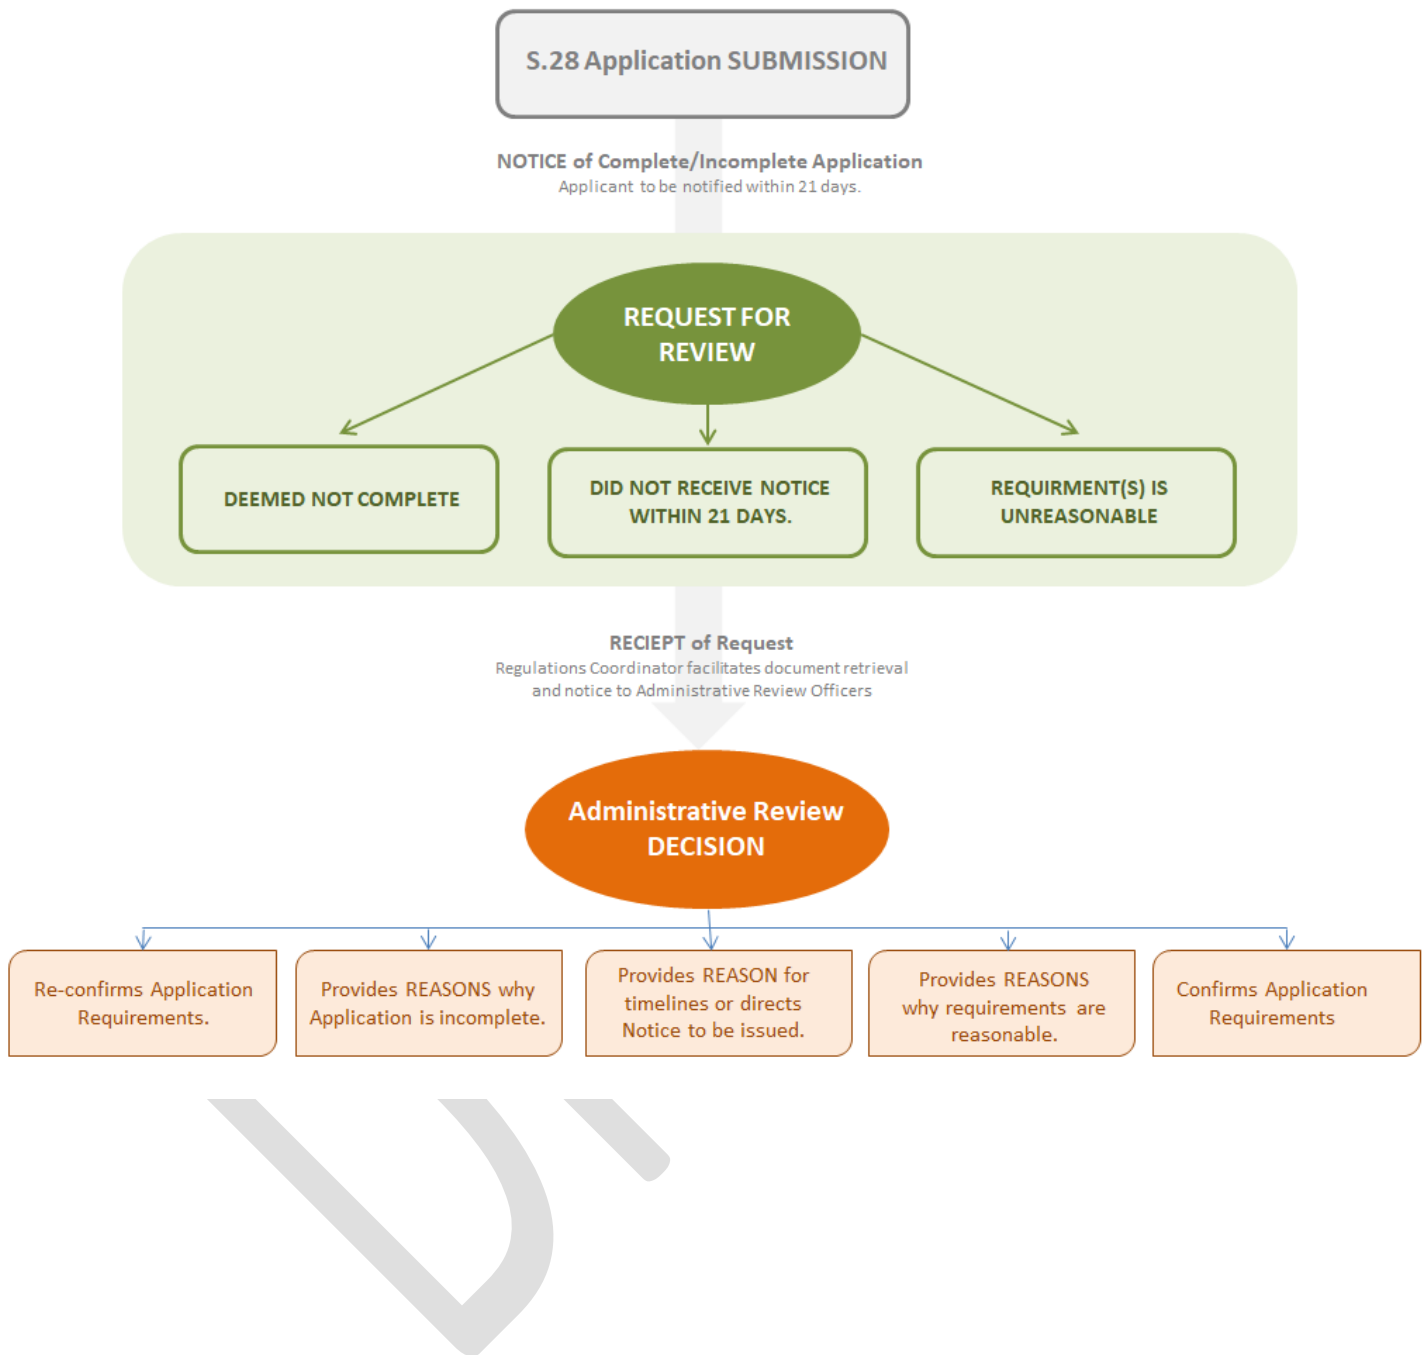 S.28 Application SUBMISSION
NOTICE of Complete/Incomplete Application
Applicant to be notified within 21 days.
REQUEST FOR
REVIEW
DEEMED NOT COMPLETE
DID NOT RECEIVE NOTICE
WITHIN 21 DAYS.
REQUIRMENT(S) IS
UNREASONABLE
RECIEPT of Request
Regulations Coordinator facilitates document retrieval
and notice to Administrative Review Officers
Administrative Review
DECISION
Re-confirms Application
Requirements.
Provides REASONS why
Application is incomplete.
Provides REASON for
timelines or directs
Notice to be issued.
Provides REASONS
why requirements are
reasonable.
Confirms Application
Requirements